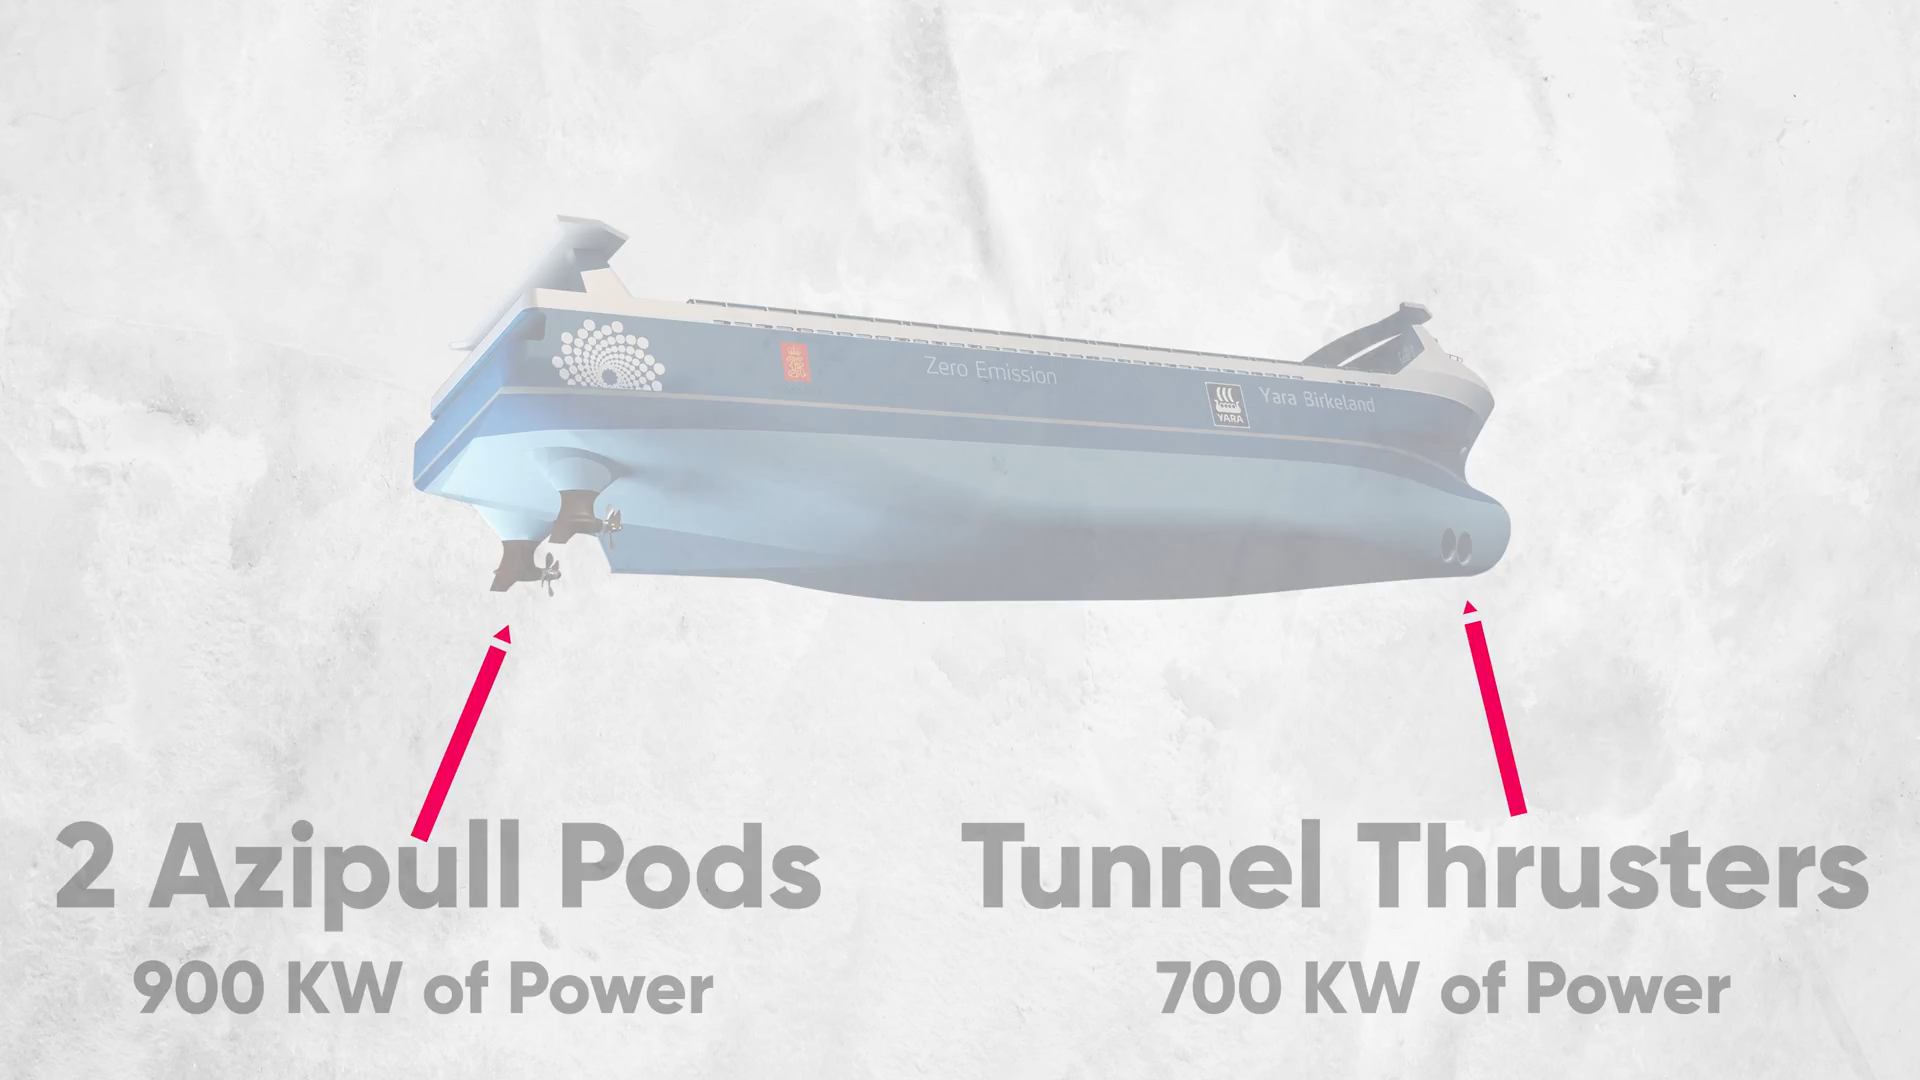 Zero Emission
YARA
Yara Birkeland
2 Azipull Pods
900 KW of Power
Tunnel Thrusters
700 KW of Power